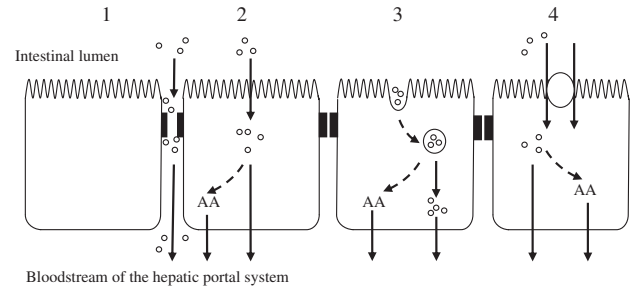 1 2 3 4
Intestinal lumen
AA AA AA
Bloodstream of the hepatic portal system